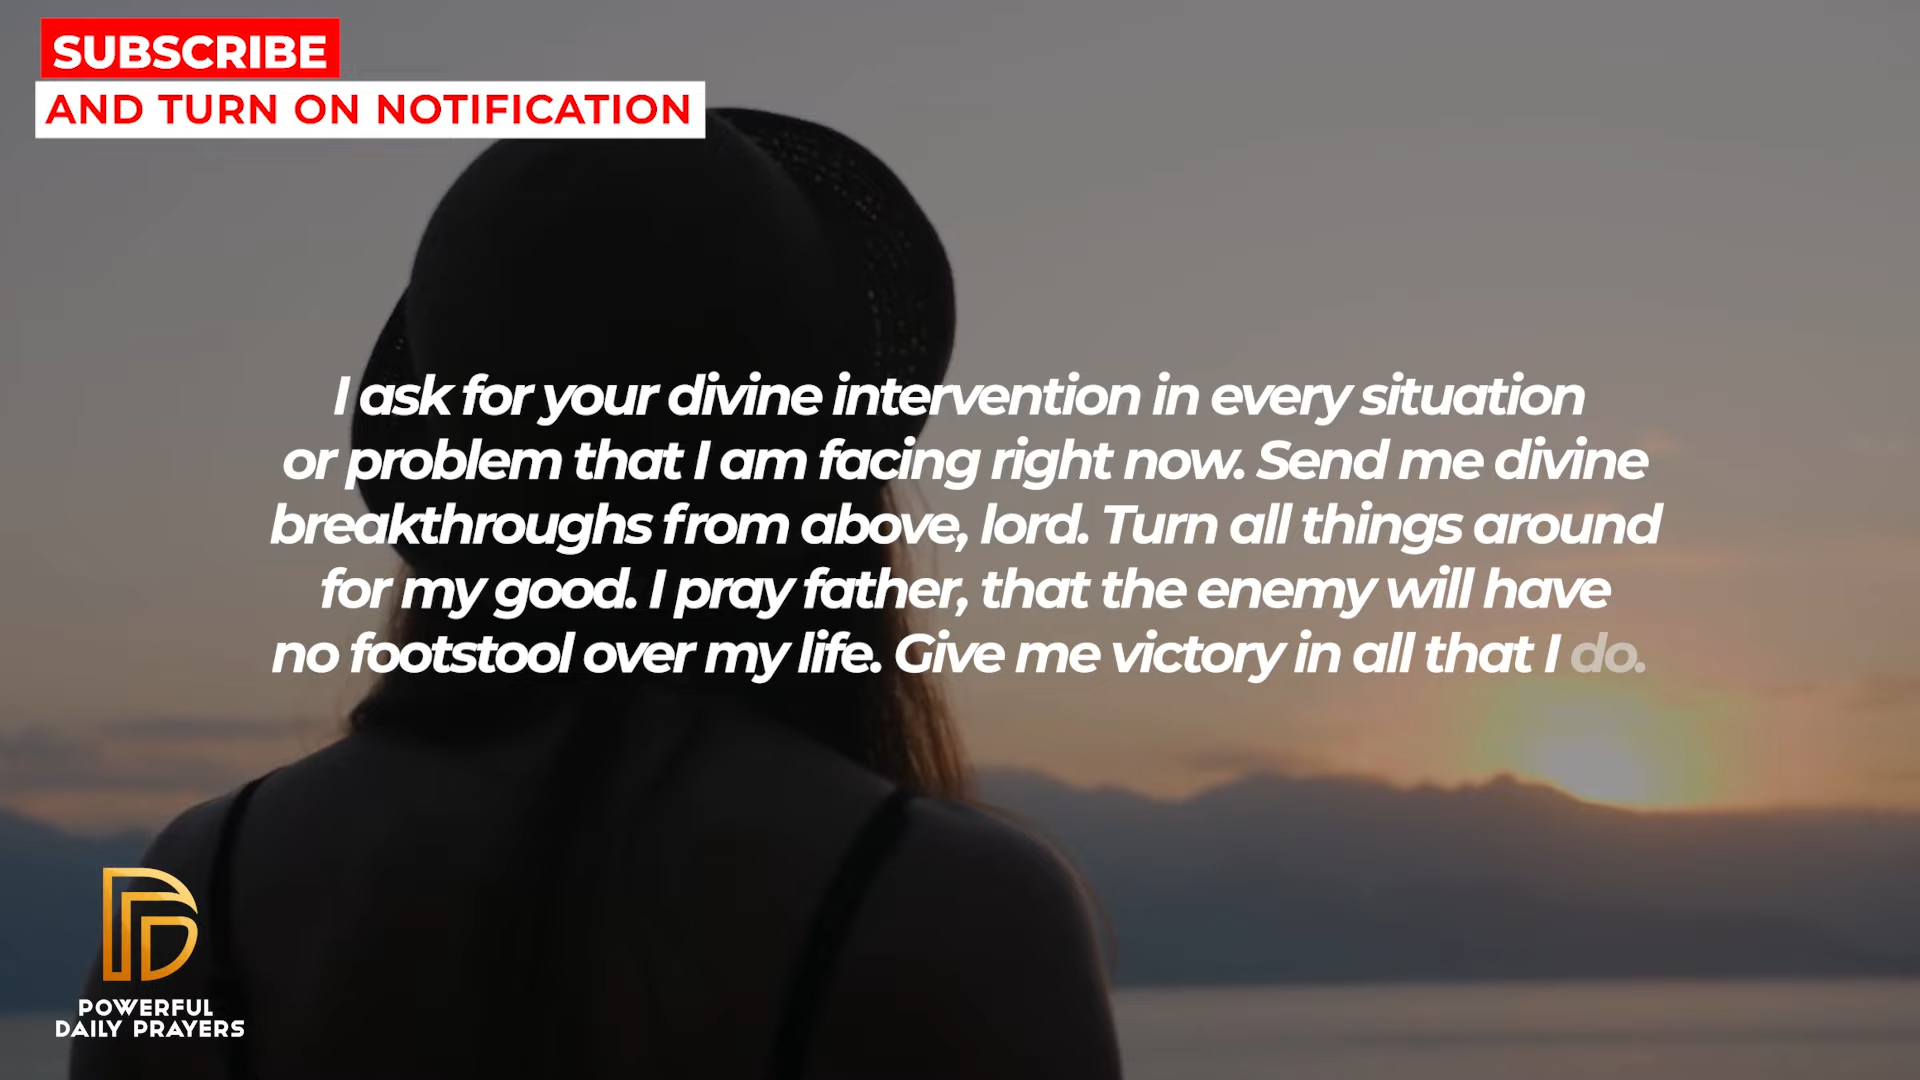 SUBSCRIBE
AND TURN ON NOTIFICATION
I ask for your divine intervention in every situation
or problem that I am facing right now. Send me divine
breakthroughs from above, lord. Turn all things around
for my good. I pray father, that the enemy will have
no footstool over my life. Give me victory in all that I do.
POWERFUL
DAILY PRAYERS